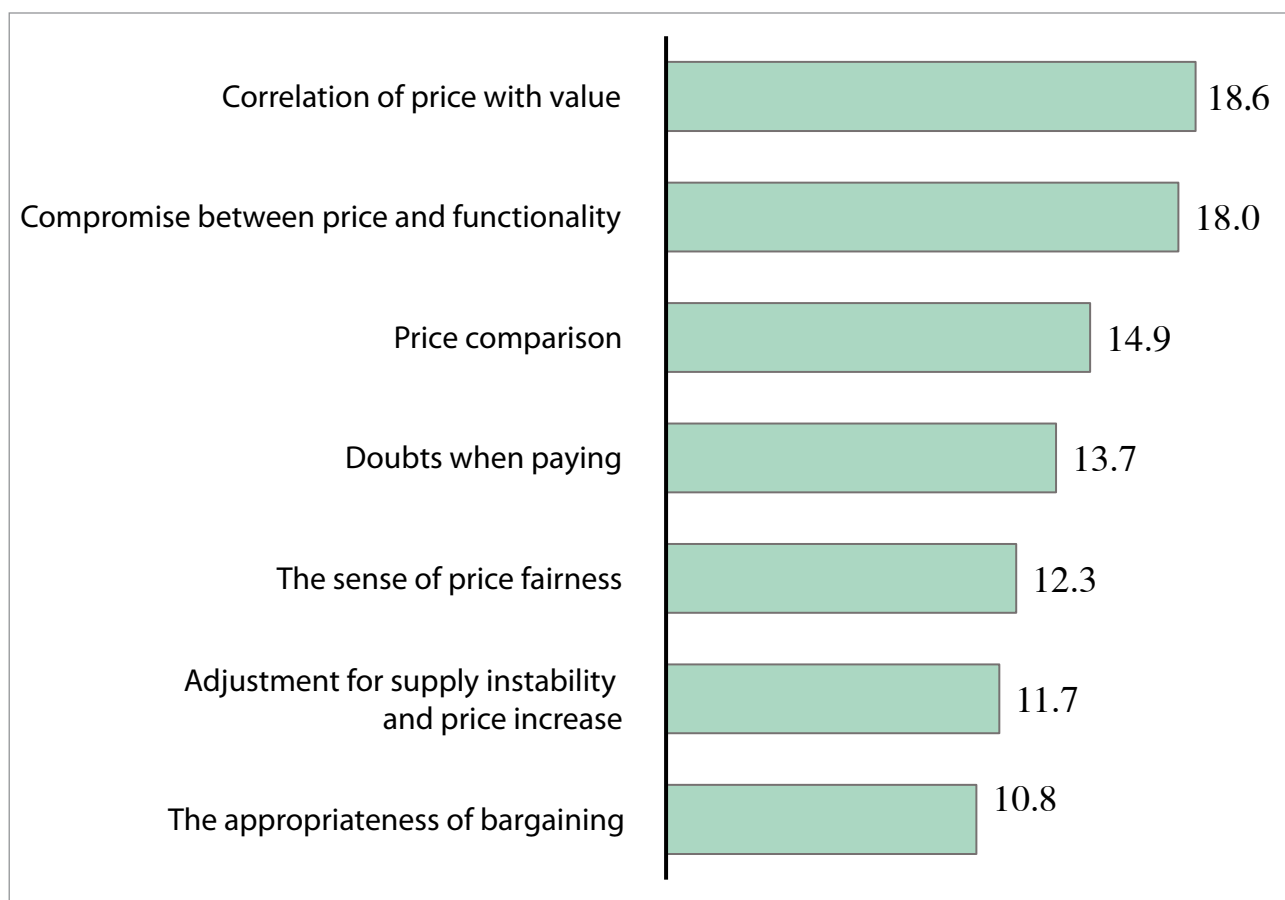 Correlation of price with value
18.6
Compromise between price and functionality
18.0
Price comparison
14.9
Doubts when paying
13.7
The sense of price fairness
12.3
Adjustment for supply instability
and price increase
11.7
The appropriateness of bargaining
10.8